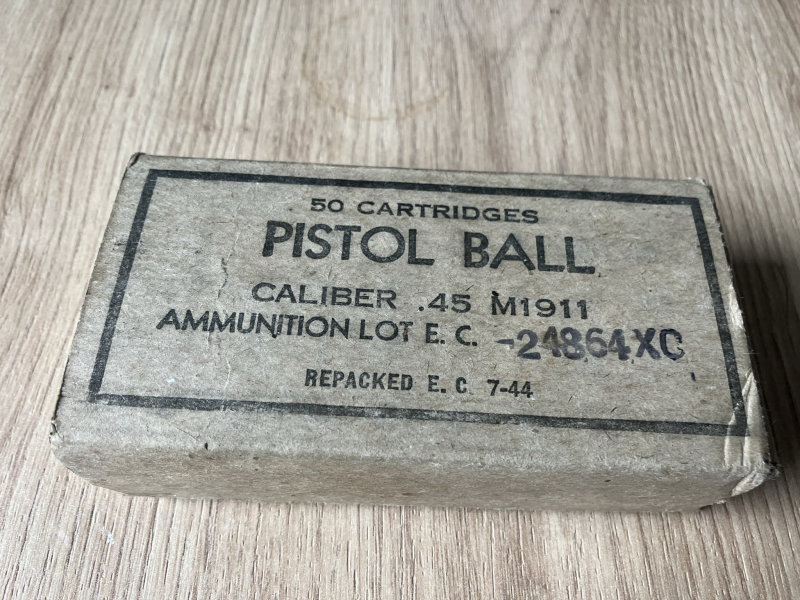 50 CARTRIDGES
PISTOL BALL
CALIBER .45 M1911
AMMUNITION LOT E. C. -24864XC
REPACKED E. C. 7-44